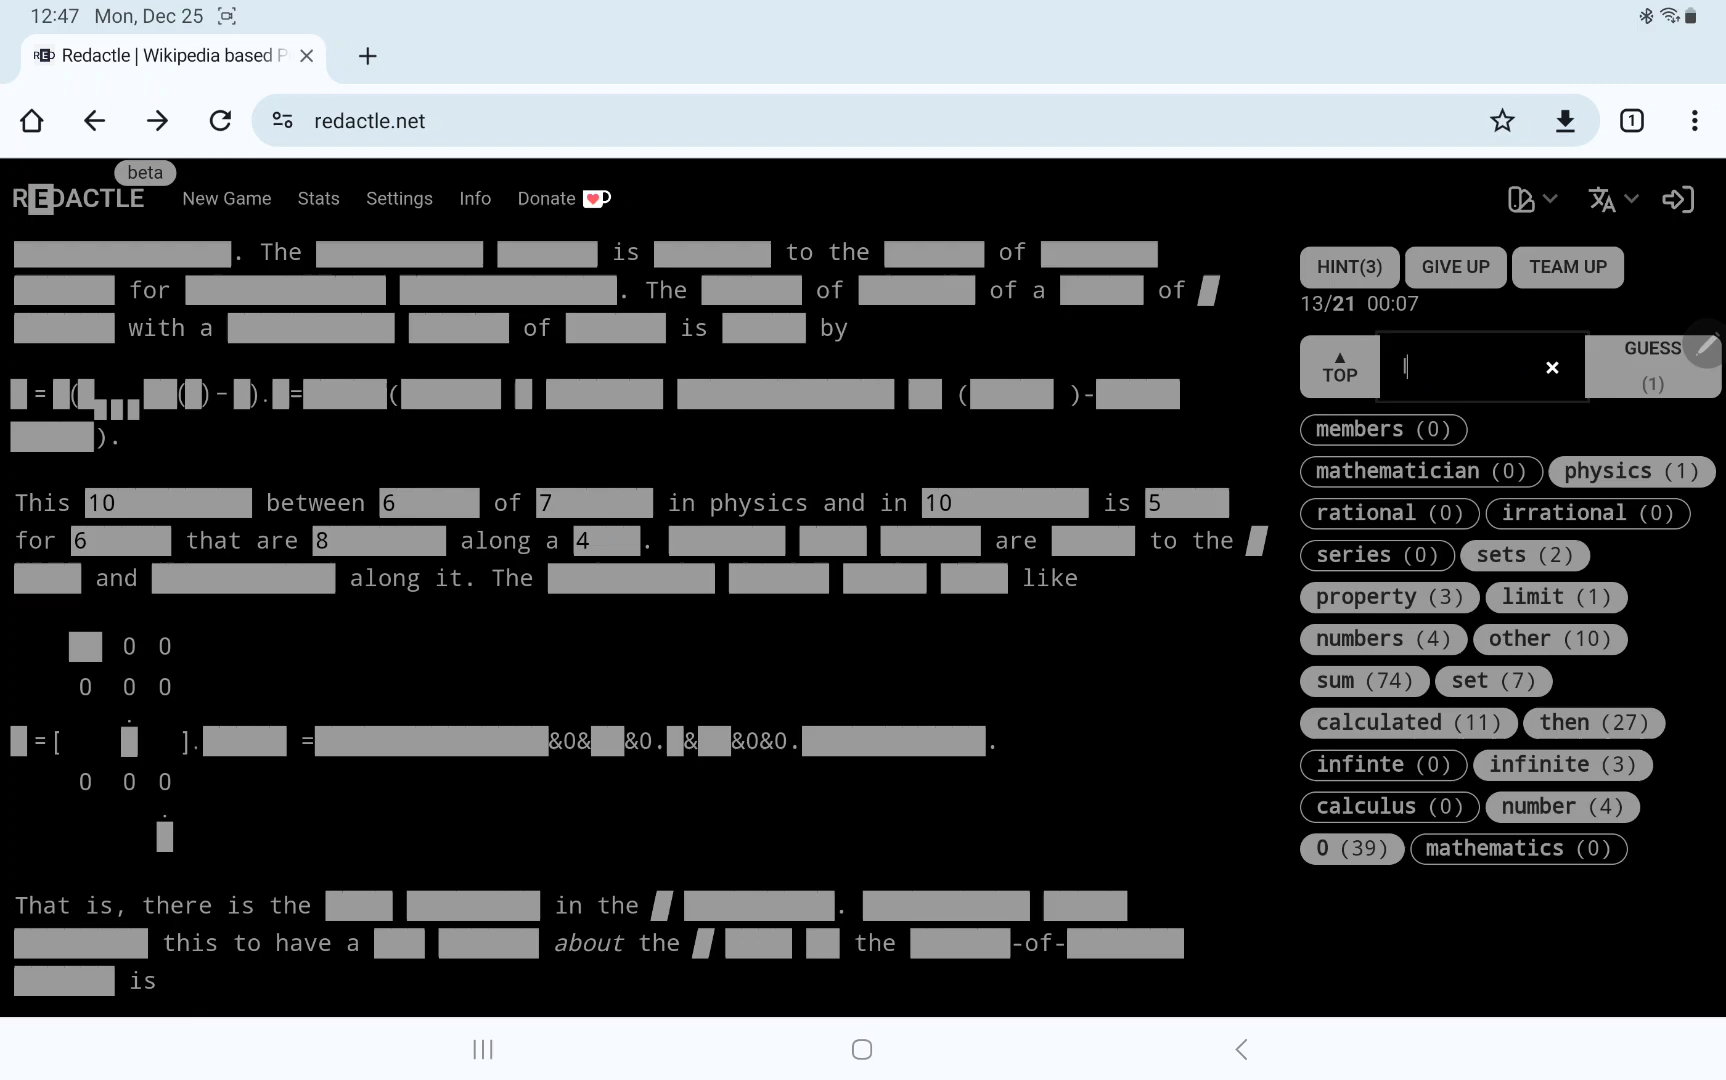 12:47 Mon, Dec 25
RED Redactle | Wikipedia based P
redactle.net
1
beta
REDACTLE New Game Stats Settings Info Donate
. The is to the of
for . The of of a of
with a of is by
= ( ( ) - ) . = ( ( ) -
) .
This 10 between 6 of 7 in physics and in 10 is 5
for 6 that are 8 along a 4 . are to the
and along it. The like
0 0
0 0 0
.
= [ ] . = &0& &0. & &0&0. .
0 0 0
.
That is, there is the in the .
this to have a about the the -of-
is
HINT(3) GIVE UP TEAM UP
13/21 00:07
▲ TOP
l × GUESS (1)
members (0)
mathematician (0) physics (1)
rational (0) irrational (0)
series (0) sets (2)
property (3) limit (1)
numbers (4) other (10)
sum (74) set (7)
calculated (11) then (27)
infinte (0) infinite (3)
calculus (0) number (4)
0 (39) mathematics (0)